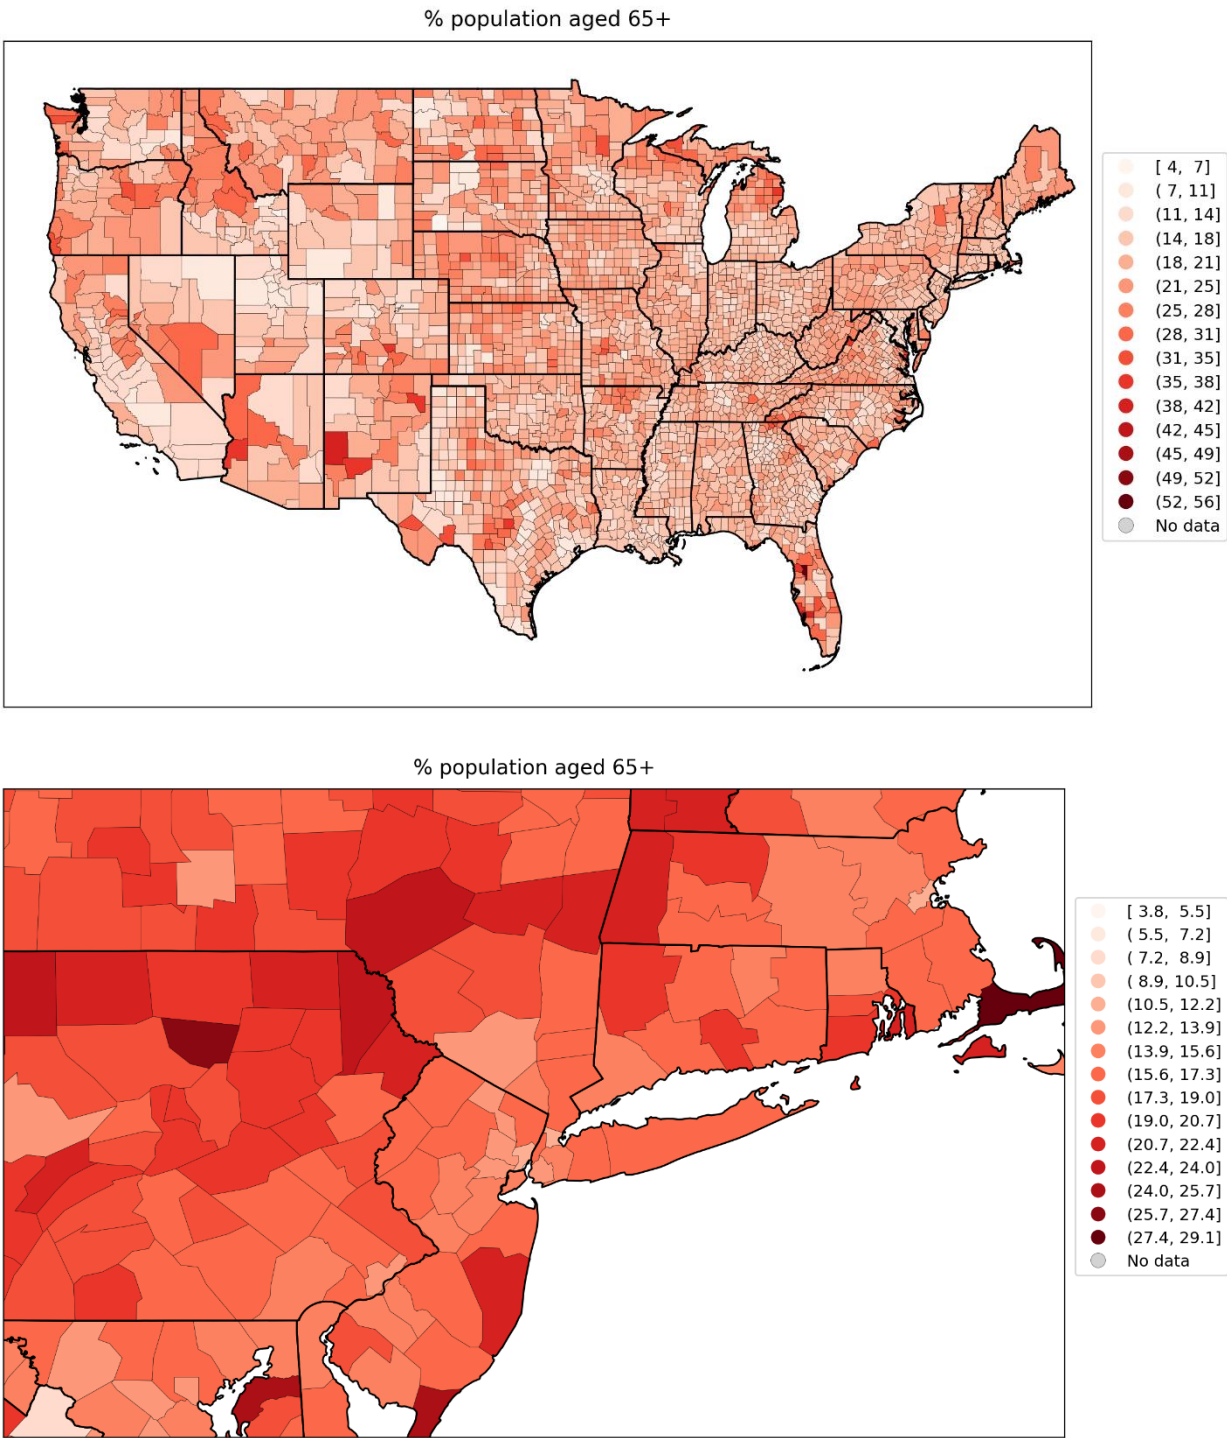 % population aged 65+
[ 4,  7]
( 7, 11]
(11, 14]
(14, 18]
(18, 21]
(21, 25]
(25, 28]
(28, 31]
(31, 35]
(35, 38]
(38, 42]
(42, 45]
(45, 49]
(49, 52]
(52, 56]
No data
% population aged 65+
[ 3.8,  5.5]
( 5.5,  7.2]
( 7.2,  8.9]
( 8.9, 10.5]
(10.5, 12.2]
(12.2, 13.9]
(13.9, 15.6]
(15.6, 17.3]
(17.3, 19.0]
(19.0, 20.7]
(20.7, 22.4]
(22.4, 24.0]
(24.0, 25.7]
(25.7, 27.4]
(27.4, 29.1]
No data